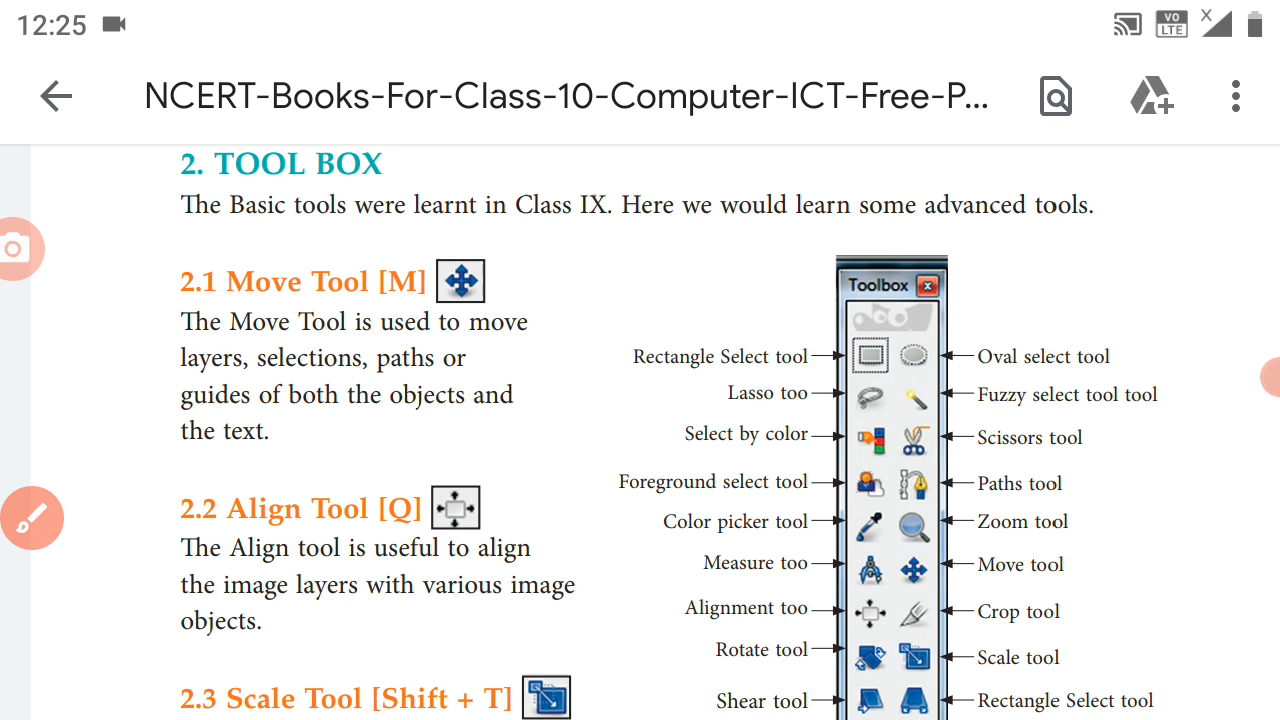 12:25
VO LTE
X
NCERT-Books-For-Class-10-Computer-ICT-Free-P...
2. TOOL BOX
The Basic tools were learnt in Class IX. Here we would learn some advanced tools.
2.1 Move Tool [M]
The Move Tool is used to move
layers, selections, paths or
guides of both the objects and
the text.
2.2 Align Tool [Q]
The Align tool is useful to align
the image layers with various image
objects.
2.3 Scale Tool [Shift + T]
Toolbox
Rectangle Select tool
Oval select tool
Lasso too
Fuzzy select tool tool
Select by color
Scissors tool
Foreground select tool
Paths tool
Color picker tool
Zoom tool
Measure too
Move tool
Alignment too
Crop tool
Rotate tool
Scale tool
Shear tool
Rectangle Select tool